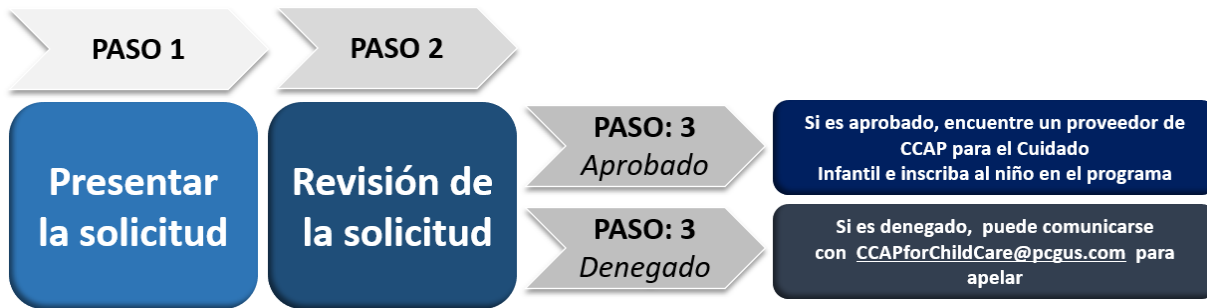 PASO 1
PASO 2
Presentar
la solicitud
Revisión de
la solicitud
PASO: 3
Aprobado
Si es aprobado, encuentre un proveedor de
CCAP para el Cuidado
Infantil e inscriba al niño en el programa
PASO: 3
Denegado
Si es denegado,  puede comunicarse
con  CCAPforChildCare@pcgus.com  para
apelar